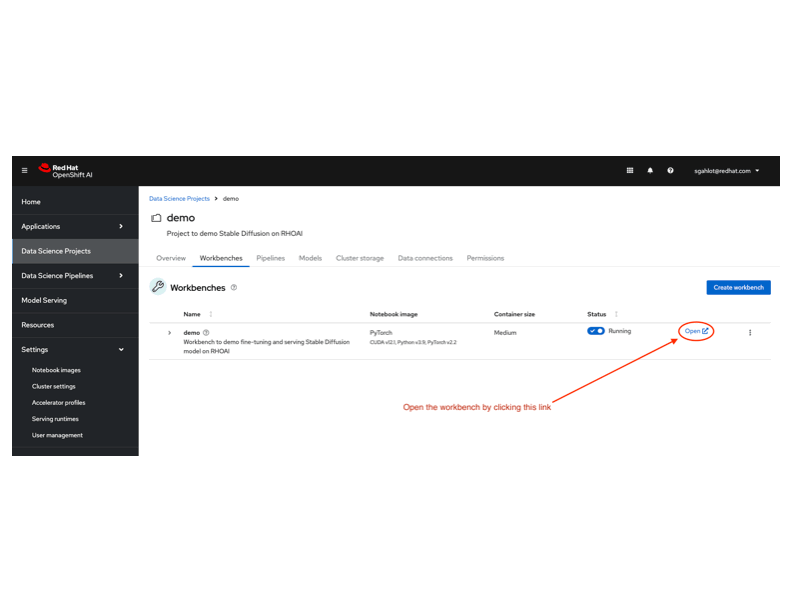 Red Hat
OpenShift AI
sgahlot@redhat.com
Home
Applications
Data Science Projects
Data Science Pipelines
Model Serving
Resources
Settings
Notebook images
Cluster settings
Accelerator profiles
Serving runtimes
User management
Data Science Projects > demo
demo
Project to demo Stable Diffusion on RHOAI
Overview Workbenches Pipelines Models Cluster storage Data connections Permissions
Workbenches
Create workbench
Name Notebook image Container size Status
demo PyTorch Medium Running Open
Workbench to demo fine-tuning and serving Stable Diffusion CUDA v12.1, Python v3.9, PyTorch v2.2
model on RHOAI
Open the workbench by clicking this link